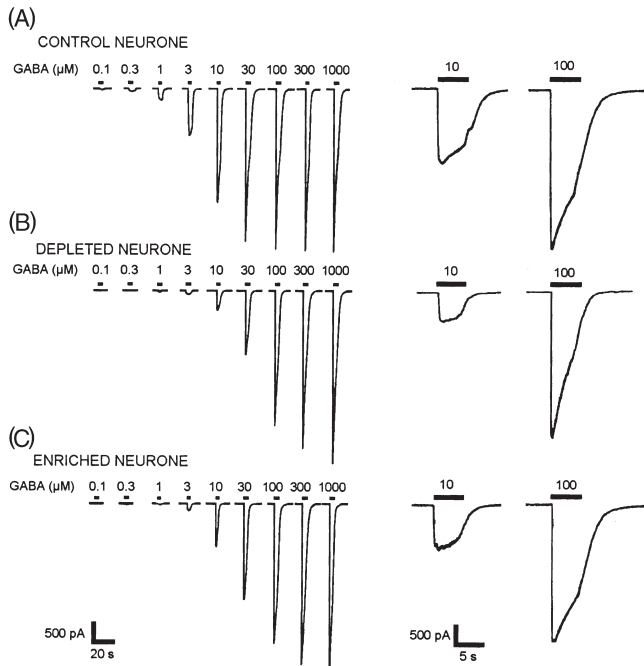 (A)
CONTROL NEURONE
GABA (µM) 0.1 0.3 1 3 10 30 100 300 1000
10 100
(B)
DEPLETED NEURONE
GABA (µM) 0.1 0.3 1 3 10 30 100 300 1000
10 100
(C)
ENRICHED NEURONE
GABA (µM) 0.1 0.3 1 3 10 30 100 300 1000
10 100
500 pA
20 s
500 pA
5 s